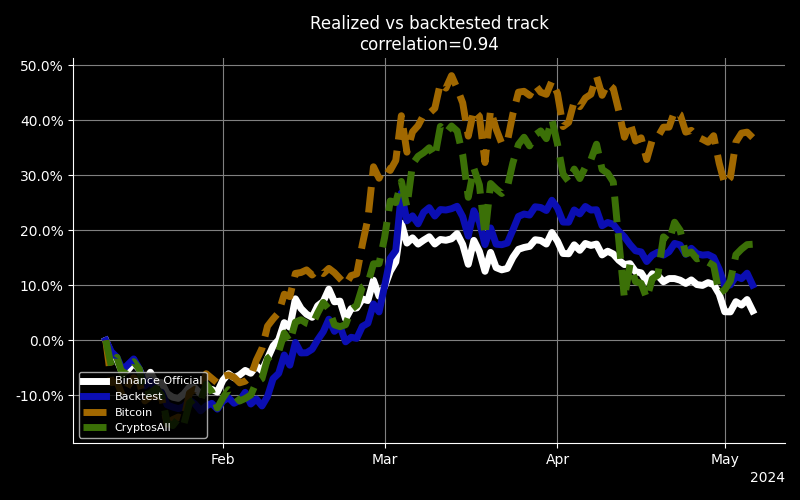 Realized vs backtested track
correlation=0.94
50.0%
40.0%
30.0%
20.0%
10.0%
0.0%
-10.0%
Binance Official
Backtest
Bitcoin
CryptosAll
Feb
Mar
Apr
May
2024